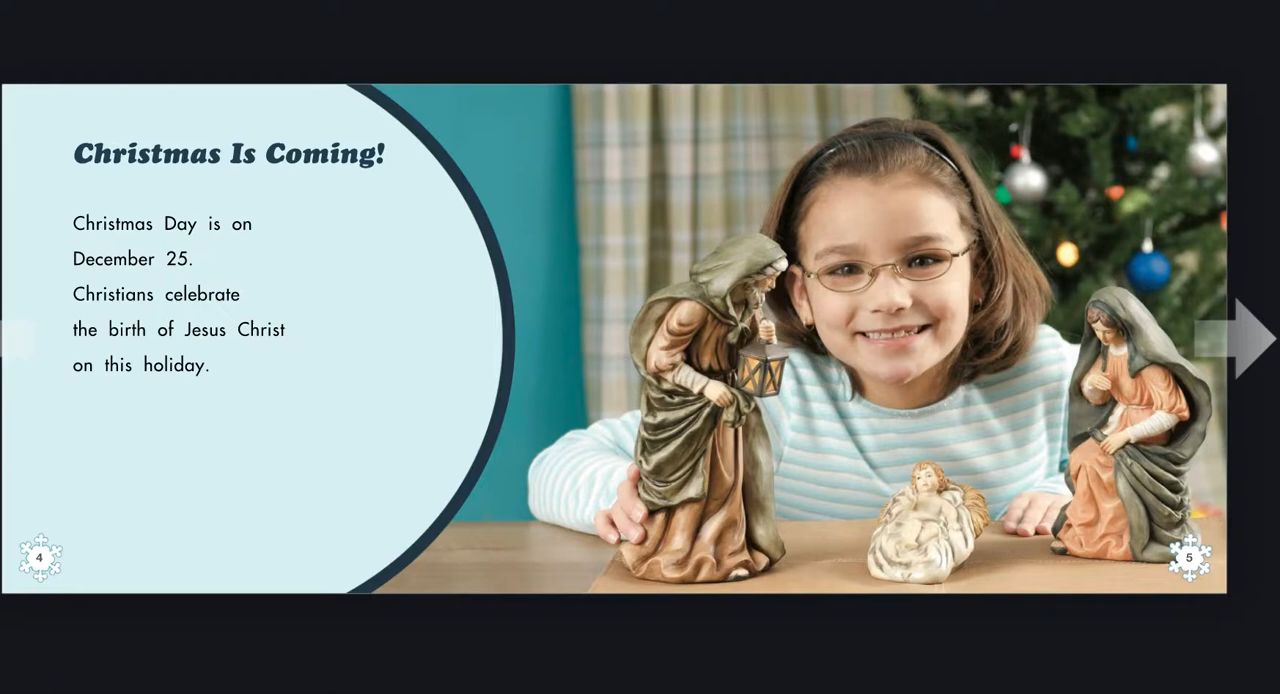 Christmas Is Coming!
Christmas Day is on
December 25.
Christians celebrate
the birth of Jesus Christ
on this holiday.
4
5